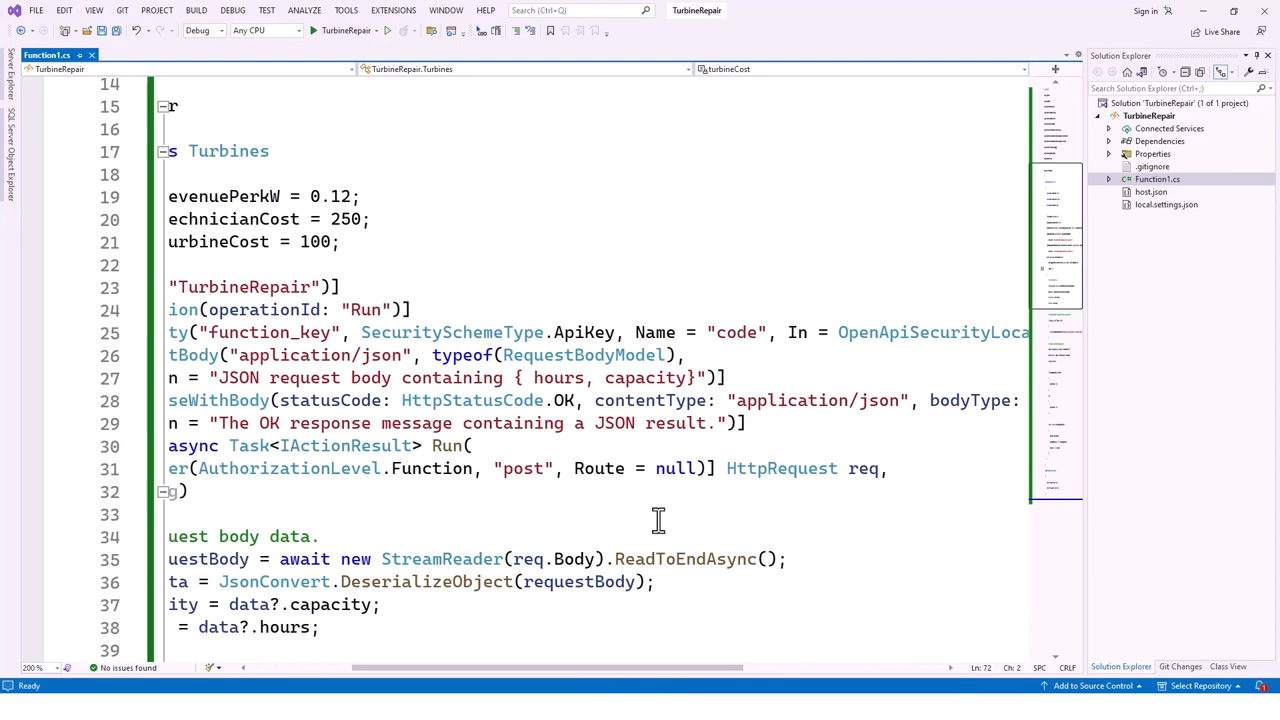 FILE EDIT VIEW GIT PROJECT BUILD DEBUG TEST ANALYZE TOOLS EXTENSIONS WINDOW HELP Search (Ctrl+Q) TurbineRepair Sign in
Debug Any CPU TurbineRepair Live Share
Server Explorer
SQL Server Object Explorer
Function1.cs
TurbineRepair TurbineRepair.Turbines turbineCost
14
15 r
16
17 s Turbines
18
19 evenuePerkW = 0.12;
20 echnicianCost = 250;
21 urbineCost = 100;
22
23 "TurbineRepair")]
24 ion(operationId: "Run")]
25 ty("function_key", SecuritySchemeType.ApiKey, Name = "code", In = OpenApiSecurityLoca
26 tBody("application/json", typeof(RequestBodyModel),
27 n = "JSON request body containing { hours, capacity}")]
28 seWithBody(statusCode: HttpStatusCode.OK, contentType: "application/json", bodyType:
29 n = "The OK response message containing a JSON result.")]
30 async Task<IActionResult> Run(
31 er(AuthorizationLevel.Function, "post", Route = null)] HttpRequest req,
32 g)
33
34 uest body data.
35 uestBody = await new StreamReader(req.Body).ReadToEndAsync();
36 ta = JsonConvert.DeserializeObject(requestBody);
37 ity = data?.capacity;
38 = data?.hours;
39
200 % No issues found Ln: 72 Ch: 2 SPC CRLF
Solution Explorer
Search Solution Explorer (Ctrl+;)
Solution 'TurbineRepair' (1 of 1 project)
TurbineRepair
Connected Services
Dependencies
Properties
.gitignore
Function1.cs
host.json
local.settings.json
Solution Explorer Git Changes Class View
Ready Add to Source Control Select Repository 1